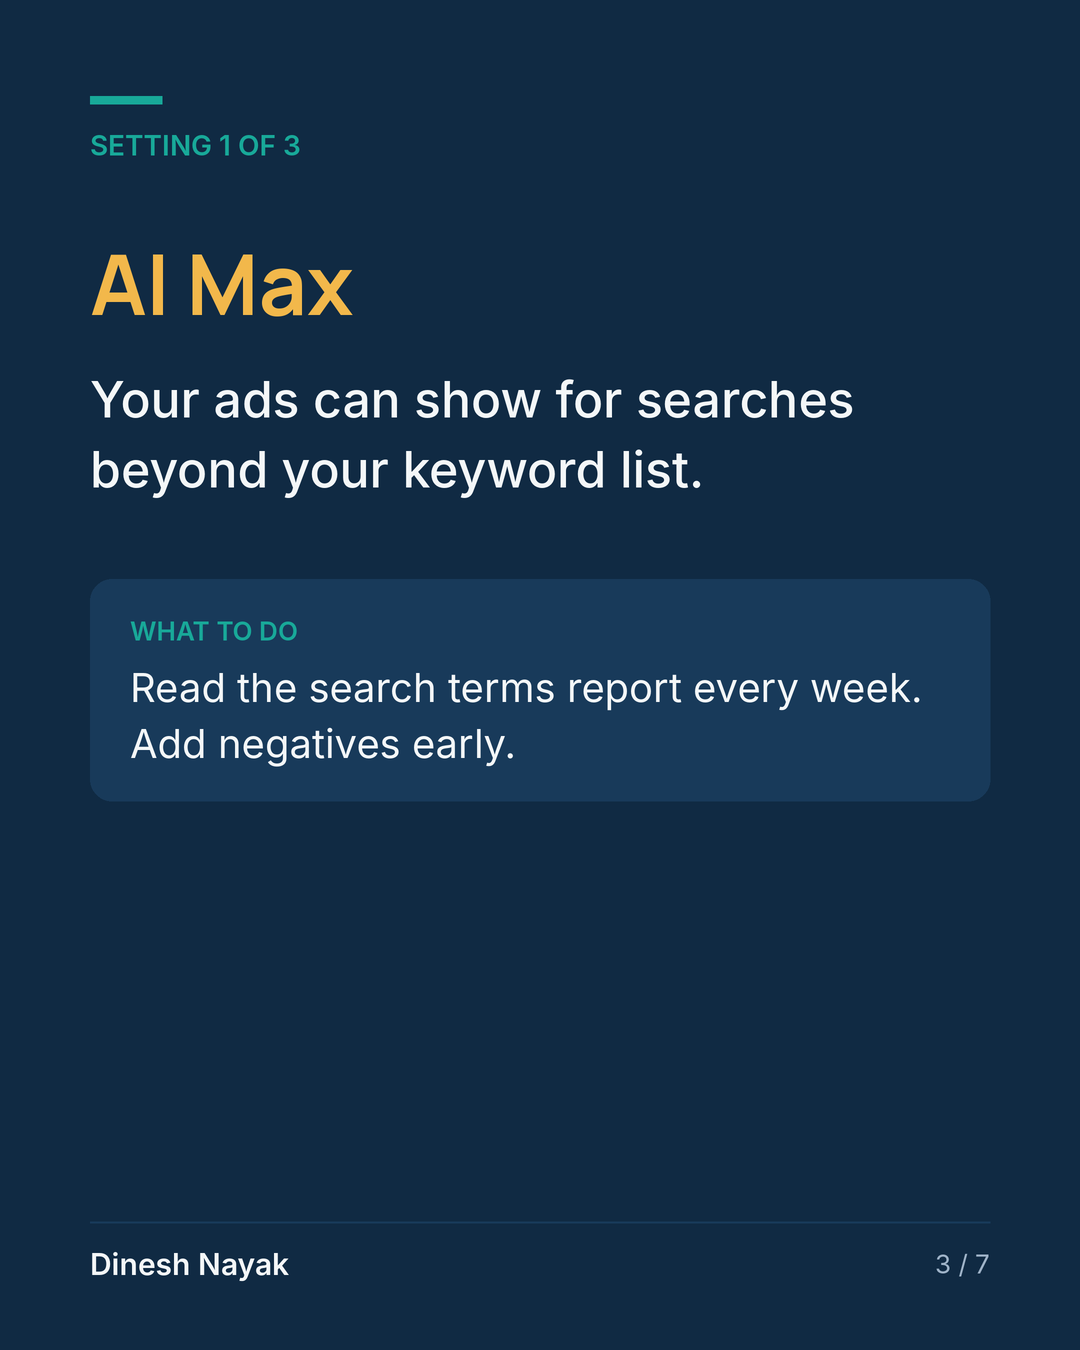 SETTING 1 OF 3
AI Max
Your ads can show for searches
beyond your keyword list.
WHAT TO DO
Read the search terms report every week.
Add negatives early.
Dinesh Nayak
3 / 7